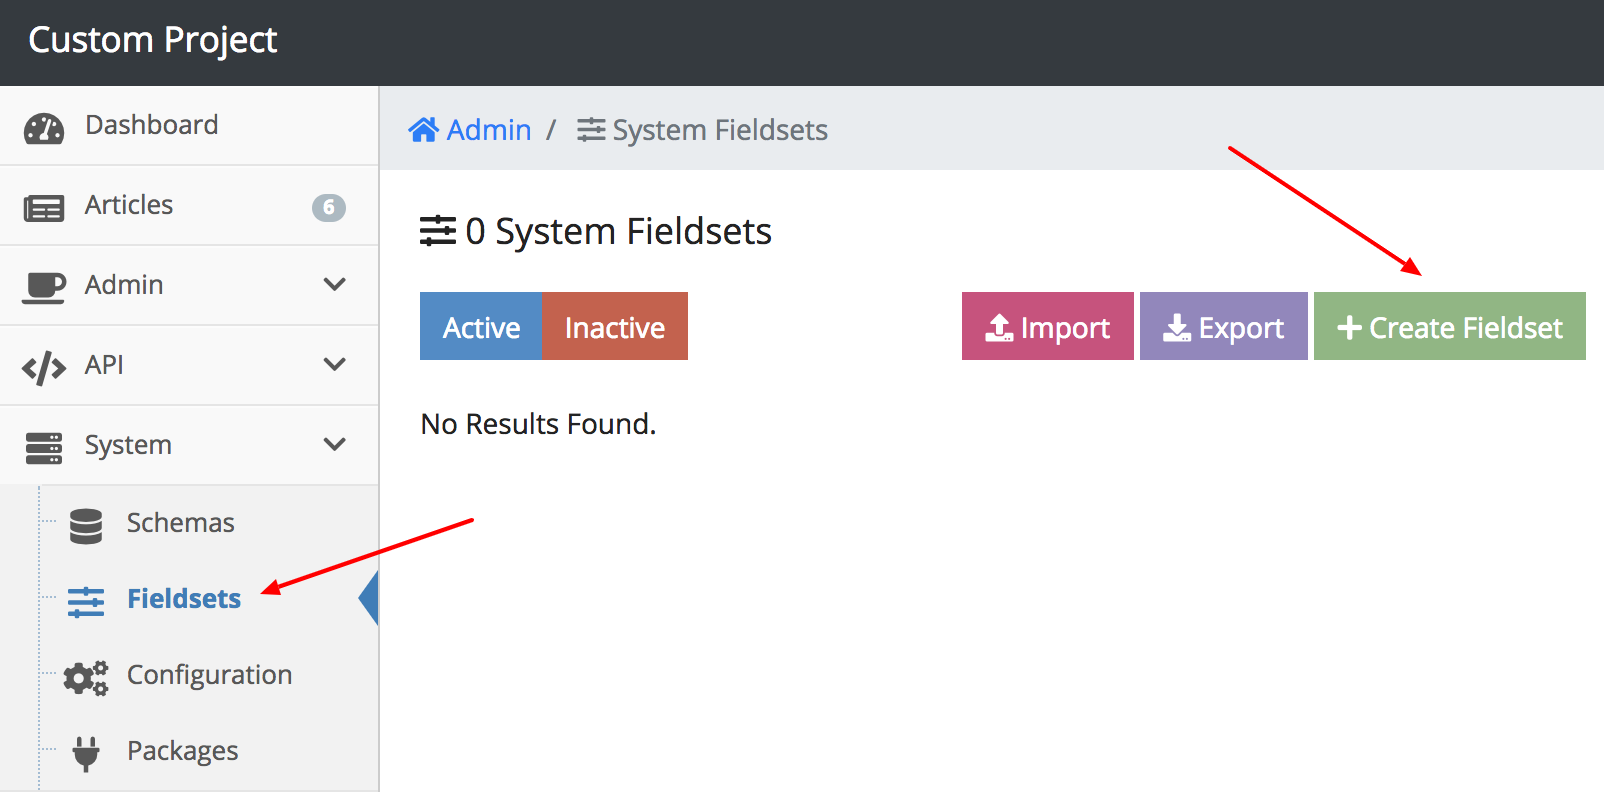 Custom Project
Dashboard
Articles 6
Admin
API
System
Schemas
Fieldsets
Configuration
Packages
Admin / System Fieldsets
0 System Fieldsets
Active Inactive Import Export Create Fieldset
No Results Found.